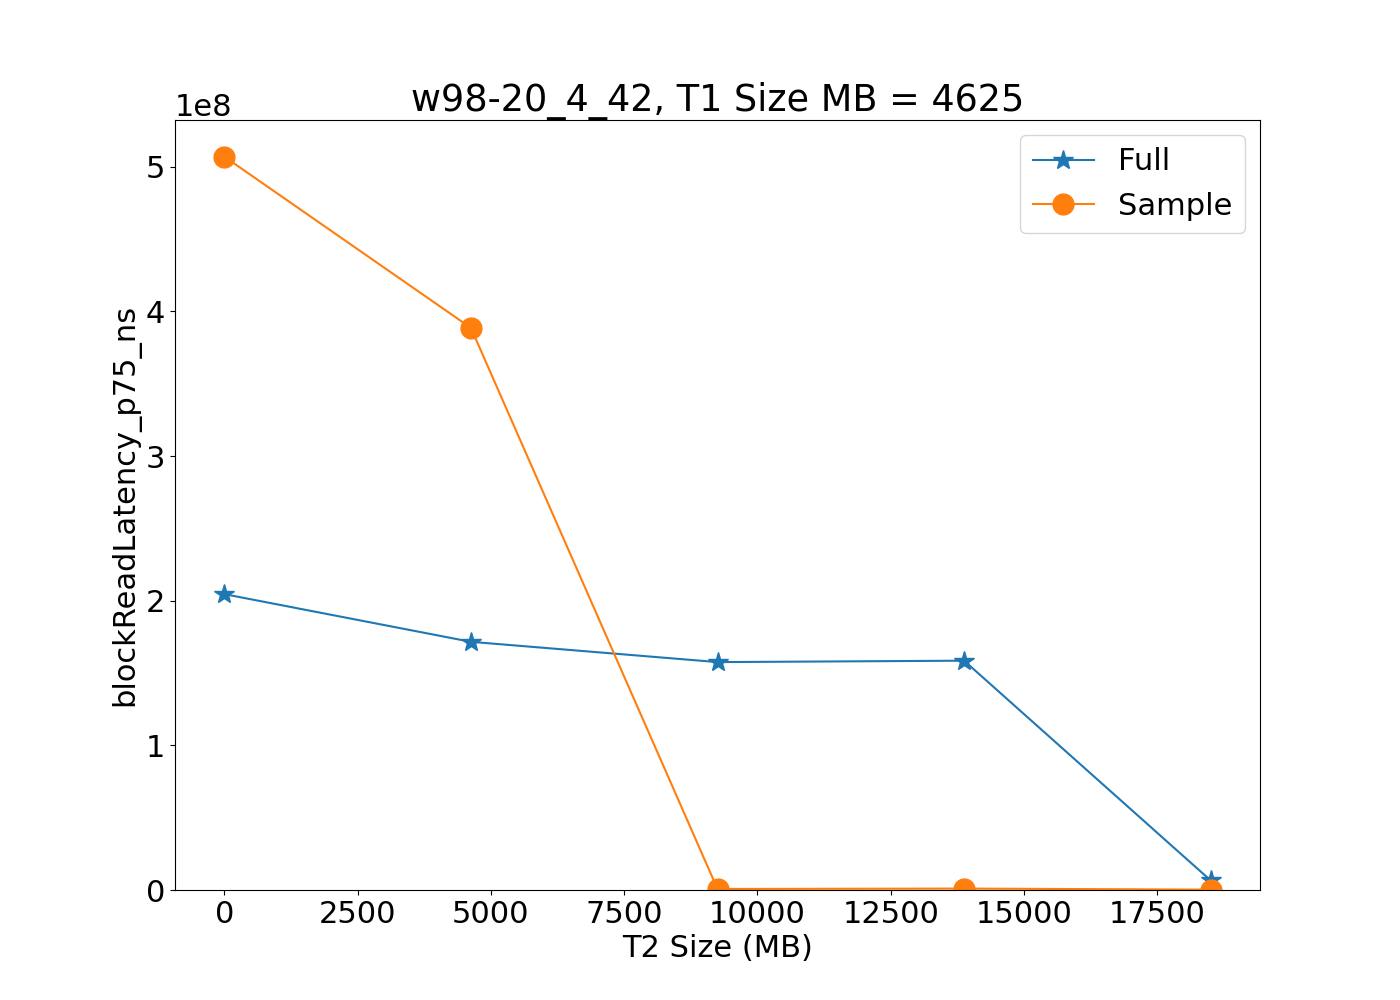 w98-20_4_42, T1 Size MB = 4625
1e8
Full
Sample
5
4
3
2
1
0
blockReadLatency_p75_ns
0 2500 5000 7500 10000 12500 15000 17500
T2 Size (MB)